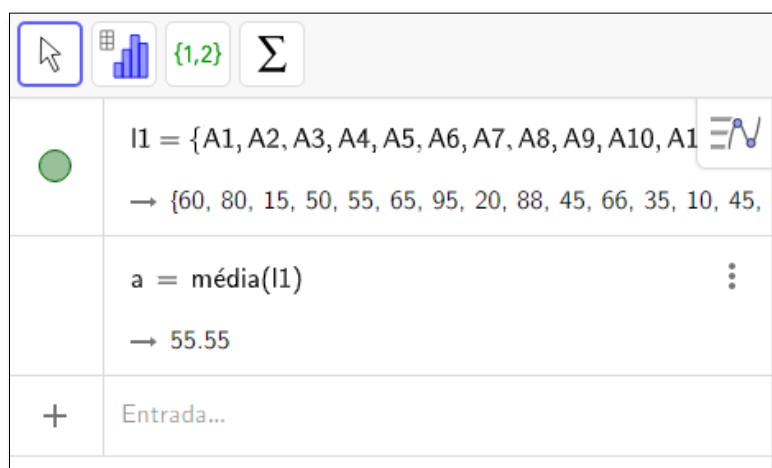 {1,2} Σ
l1 = {A1, A2, A3, A4, A5, A6, A7, A8, A9, A10, A1
→ {60, 80, 15, 50, 55, 65, 95, 20, 88, 45, 66, 35, 10, 45,
a = média(l1)
→ 55.55
+ Entrada...